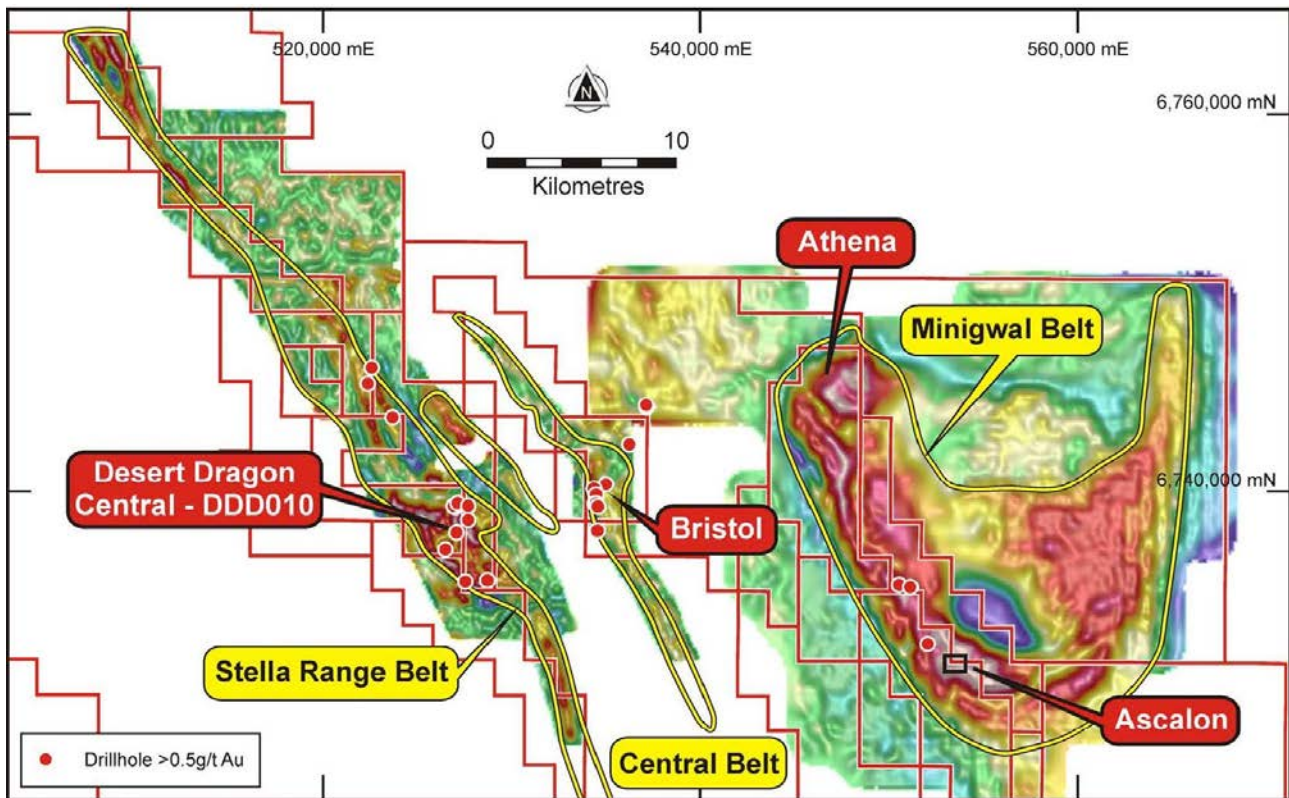 520,000 mE
540,000 mE
560,000 mE
6,760,000 mN
N
0 10
Kilometres
Athena
Minigwal Belt
Desert Dragon
Central - DDD010
6,740,000 mN
Bristol
Stella Range Belt
Ascalon
Central Belt
Drillhole >0.5g/t Au